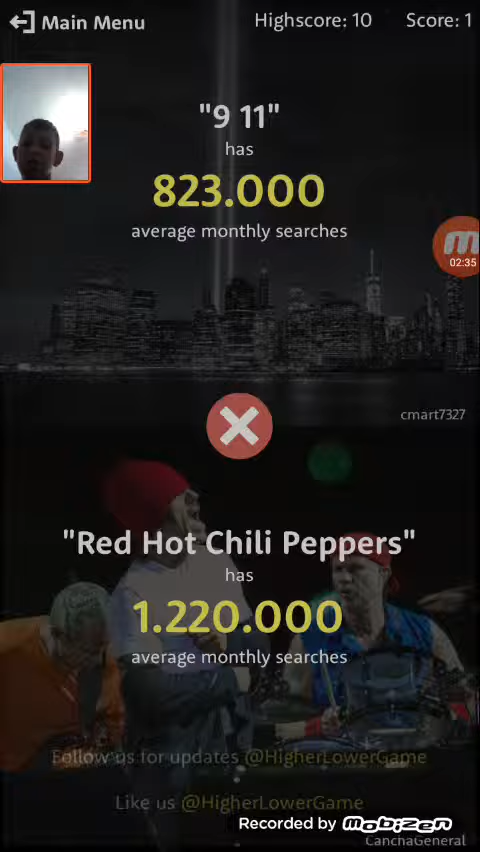 Main Menu
Highscore: 10
Score: 1
"9 11"
has
823.000
average monthly searches
02:35
cmart7327
"Red Hot Chili Peppers"
has
1.220.000
average monthly searches
Follow us for updates @HigherLowerGame
Like us @HigherLowerGame
Recorded by Mobizen
CanchaGeneral